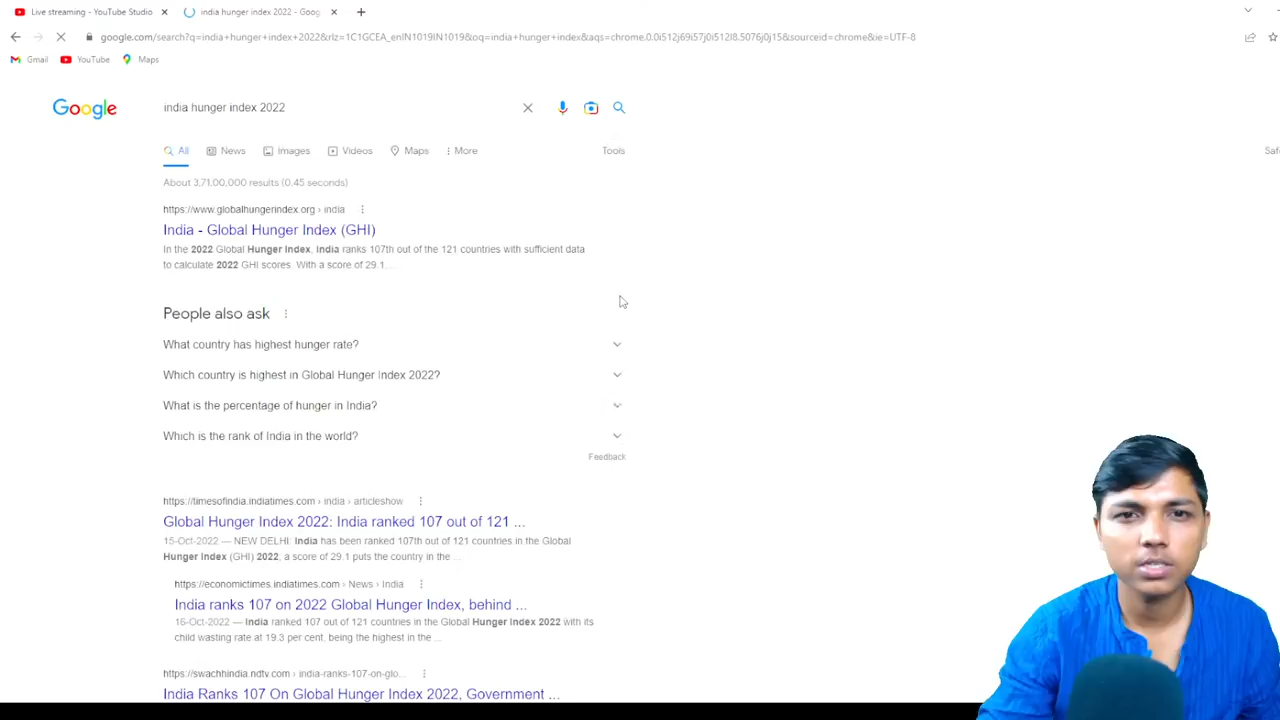 Live streaming - YouTube Studio
india hunger index 2022 - Goog
google.com/search?q=india+hunger+index+2022&rlz=1C1GCEA_enIN1019IN1019&oq=india+hunger+index&aqs=chrome.0.0i512j69i57j0i512l8.5076j0j15&sourceid=chrome&ie=UTF-8
Gmail YouTube Maps
Google india hunger index 2022
All News Images Videos Maps More Tools Safe
About 3,71,00,000 results (0.45 seconds)
https://www.globalhungerindex.org › india
India - Global Hunger Index (GHI)
In the 2022 Global Hunger Index, India ranks 107th out of the 121 countries with sufficient data
to calculate 2022 GHI scores. With a score of 29.1...
People also ask
What country has highest hunger rate?
Which country is highest in Global Hunger Index 2022?
What is the percentage of hunger in India?
Which is the rank of India in the world?
Feedback
https://timesofindia.indiatimes.com › india › articleshow
Global Hunger Index 2022: India ranked 107 out of 121 ...
15-Oct-2022 — NEW DELHI: India has been ranked 107th out of 121 countries in the Global
Hunger Index (GHI) 2022, a score of 29.1 puts the country in the ...
https://economictimes.indiatimes.com › News › India
India ranks 107 on 2022 Global Hunger Index, behind ...
16-Oct-2022 — India ranked 107 out of 121 countries in the Global Hunger Index 2022 with its
child wasting rate at 19.3 per cent, being the highest in the ...
https://swachhindia.ndtv.com › india-ranks-107-on-glo...
India Ranks 107 On Global Hunger Index 2022, Government ...